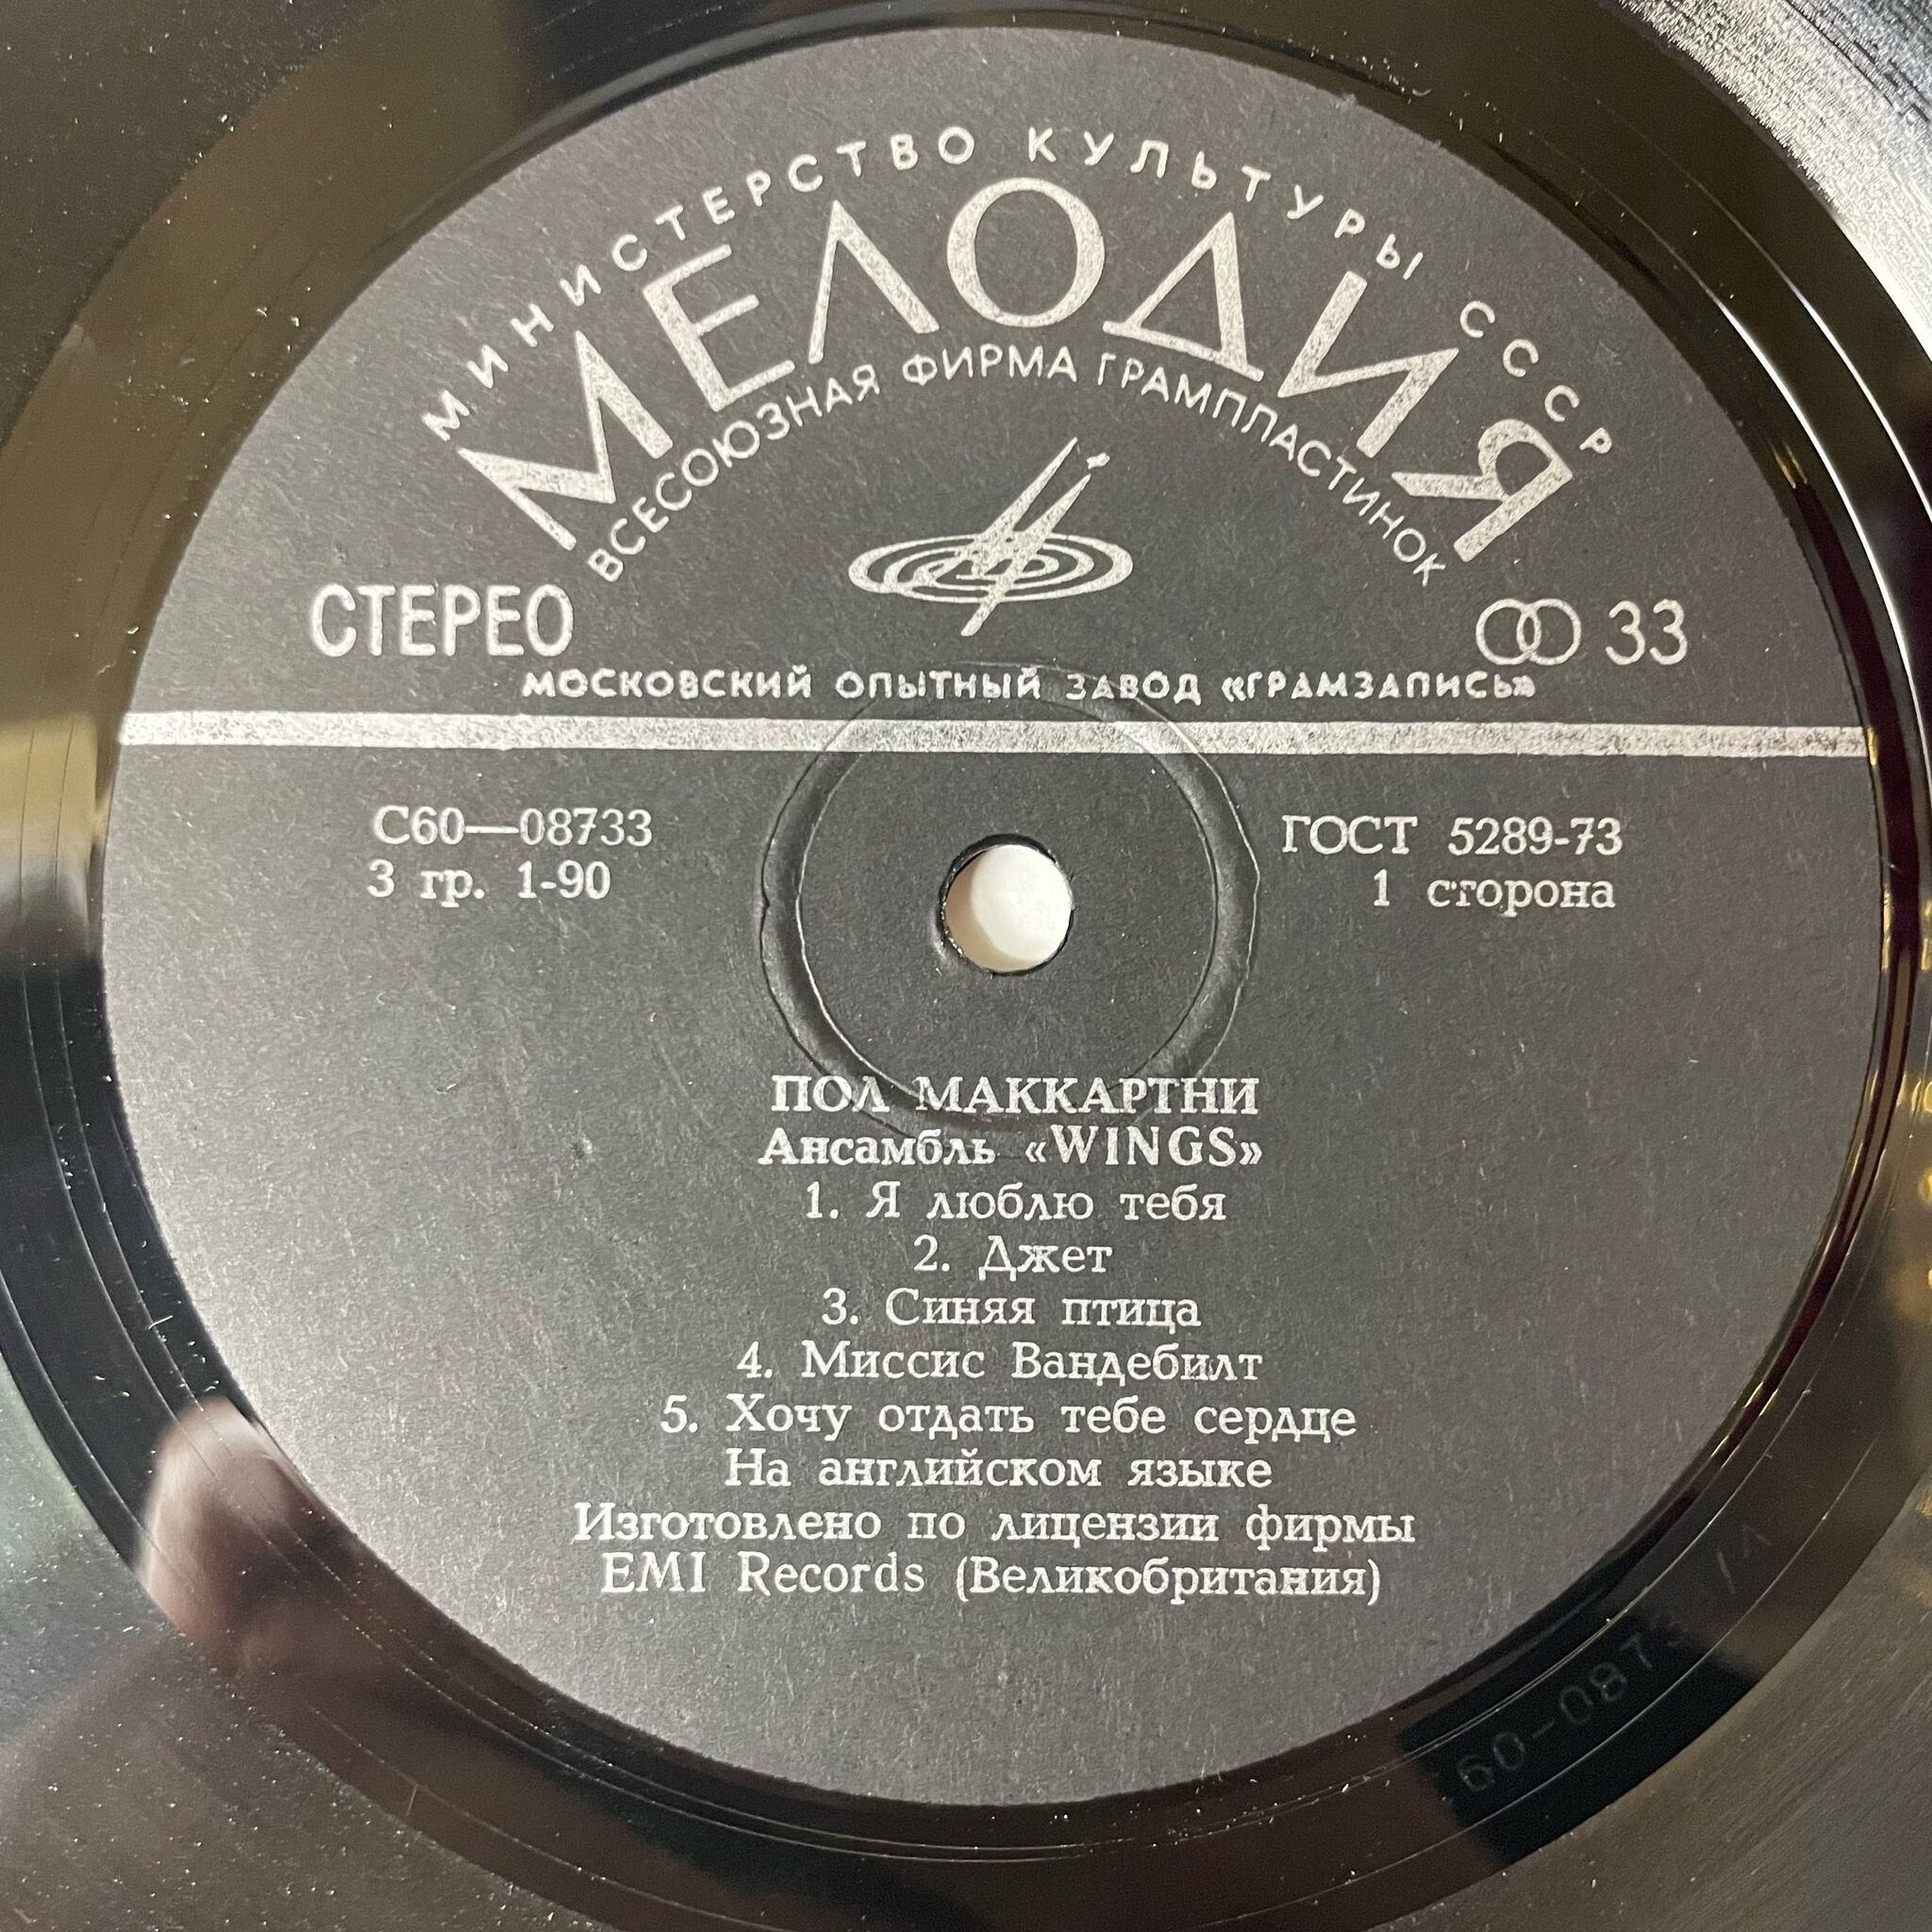 МИНИСТЕРСТВО КУЛЬТУРЫ СССР
МЕЛОДИЯ
ВСЕСОЮЗНАЯ ФИРМА ГРАМПЛАСТИНОК
СТЕРЕО
33
МОСКОВСКИЙ ОПЫТНЫЙ ЗАВОД «ГРАМЗАПИСЬ»
С60—08733
3 гр. 1-90
ГОСТ 5289-73
1 сторона
ПОЛ МАККАРТНИ
Ансамбль «WINGS»
1. Я люблю тебя
2. Джет
3. Синяя птица
4. Миссис Вандебилт
5. Хочу отдать тебе сердце
На английском языке
Изготовлено по лицензии фирмы
EMI Records (Великобритания)